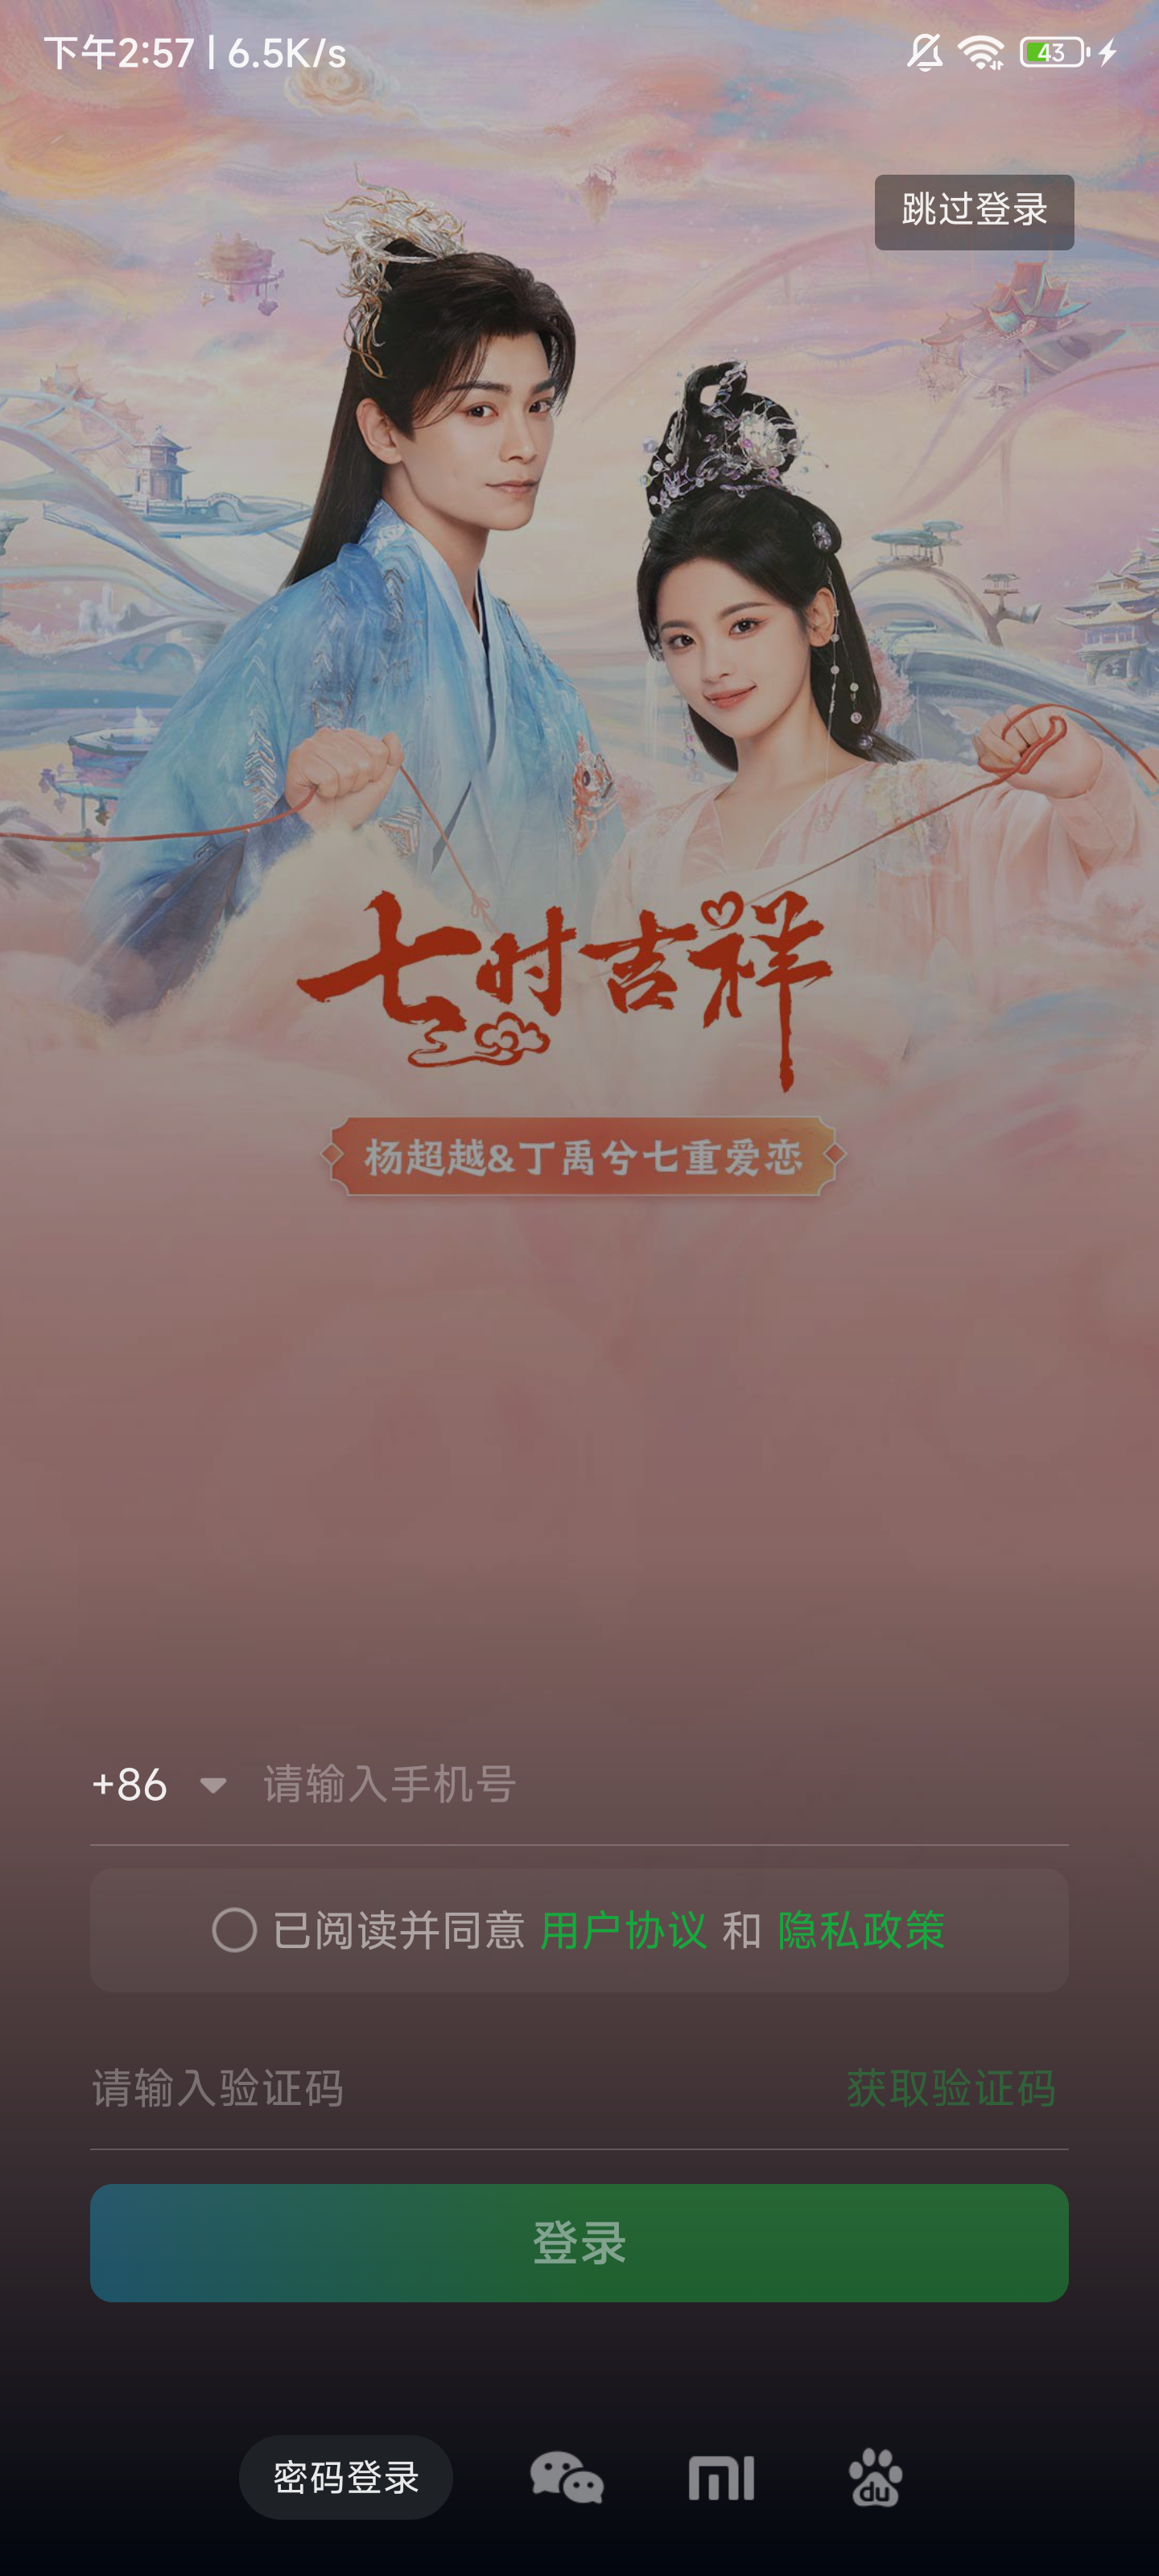 下午2:57 | 6.5K/s
43
跳过登录
七时吉祥
杨超越&丁禹兮七重爱恋
+86 请输入手机号
已阅读并同意 用户协议 和 隐私政策
请输入验证码 获取验证码
登录
密码登录
du